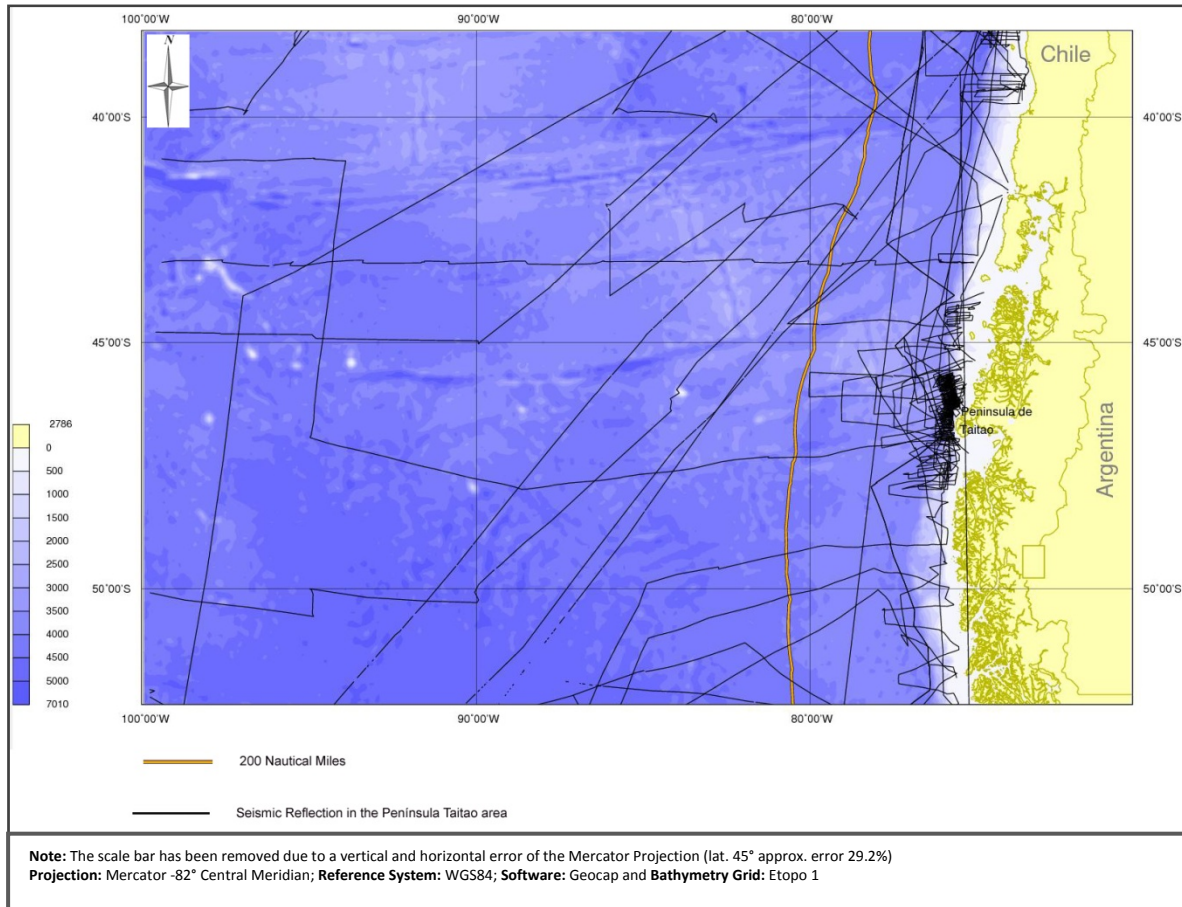 100°00'W 90°00'W 80°00'W
N
Chile
40°00'S 40°00'S
45°00'S 45°00'S
Peninsula de
Taitao
Argentina
50°00'S 50°00'S
2786
0
500
1000
1500
2000
2500
3000
3500
4000
4500
5000
7010
100°00'W 90°00'W 80°00'W
200 Nautical Miles
Seismic Reflection in the Península Taitao area
Note: The scale bar has been removed due to a vertical and horizontal error of the Mercator Projection (lat. 45° approx. error 29.2%)
Projection: Mercator -82° Central Meridian; Reference System: WGS84; Software: Geocap and Bathymetry Grid: Etopo 1